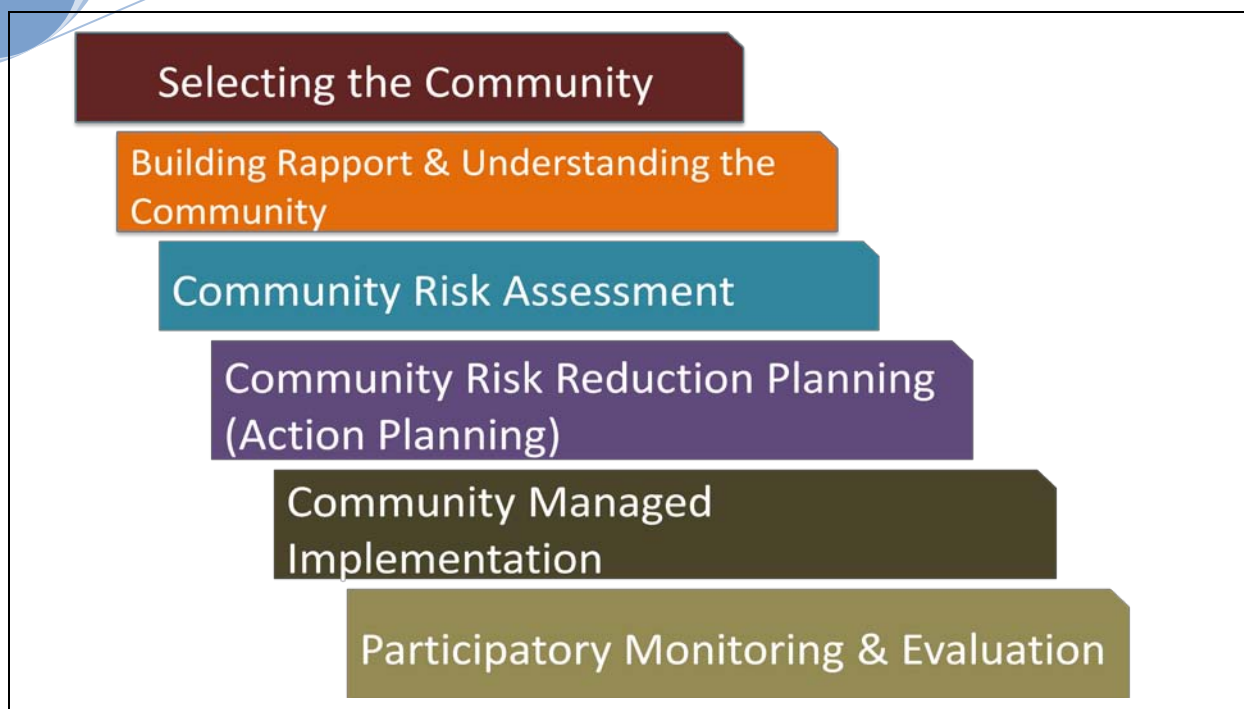 Selecting the Community
Building Rapport & Understanding the
Community
Community Risk Assessment
Community Risk Reduction Planning
(Action Planning)
Community Managed
Implementation
Participatory Monitoring & Evaluation